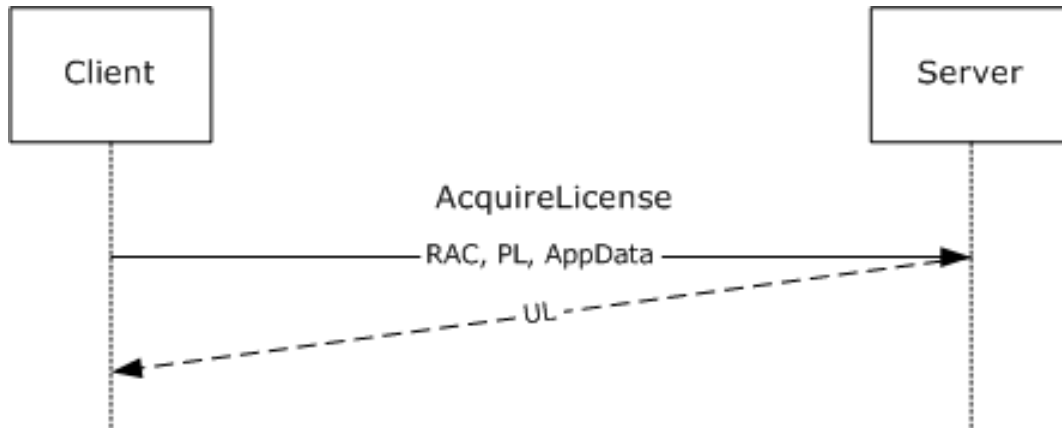 Client
Server
AcquireLicense
RAC, PL, AppData
UL